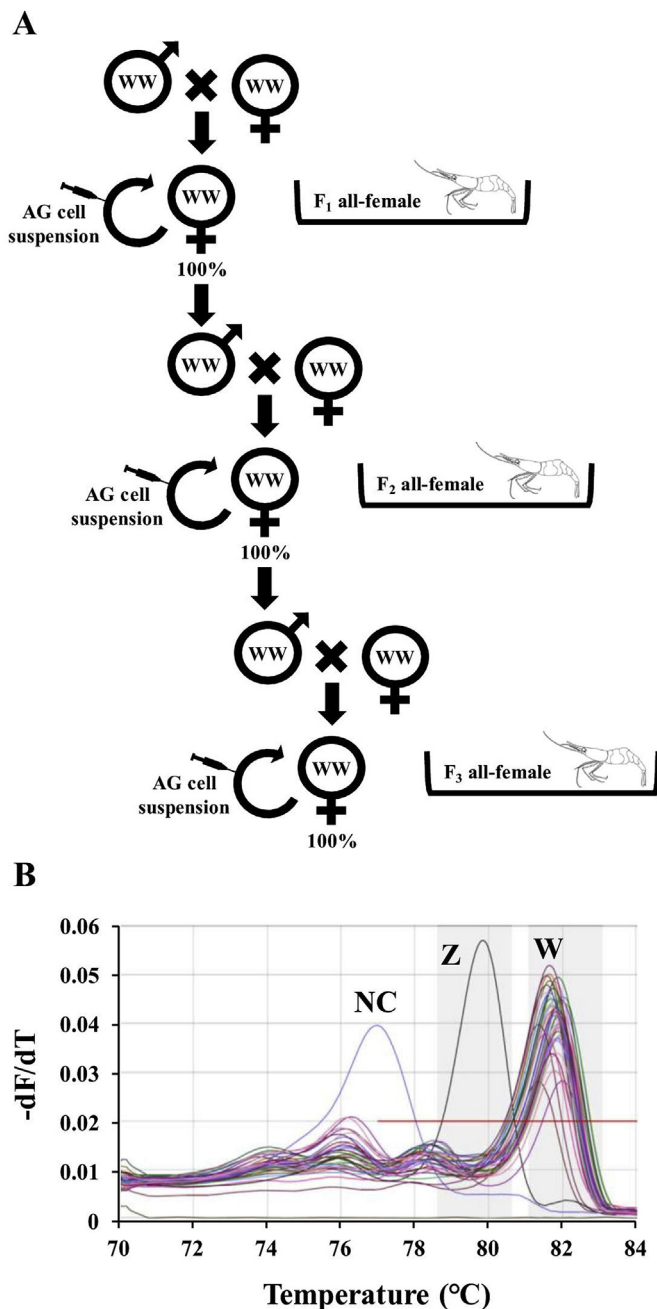 A
WW
WW
AG cell
suspension
WW
100%
F₁ all-female
WW
WW
AG cell
suspension
WW
100%
F₂ all-female
WW
WW
AG cell
suspension
WW
100%
F₃ all-female
B
0.06
0.05
0.04
0.03
0.02
0.01
0
-dF/dT
NC
Z
W
70 72 74 76 78 80 82 84
Temperature (°C)